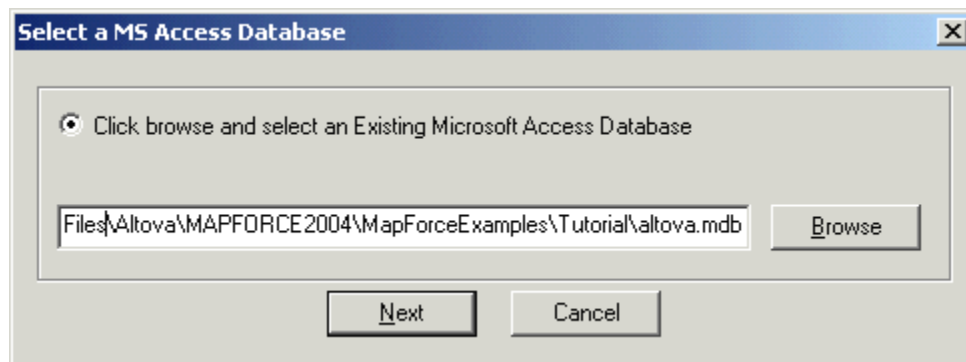 Select a MS Access Database
Click browse and select an Existing Microsoft Access Database
Files\Altova\MAPFORCE2004\MapForceExamples\Tutorial\altova.mdb
Browse
Next
Cancel